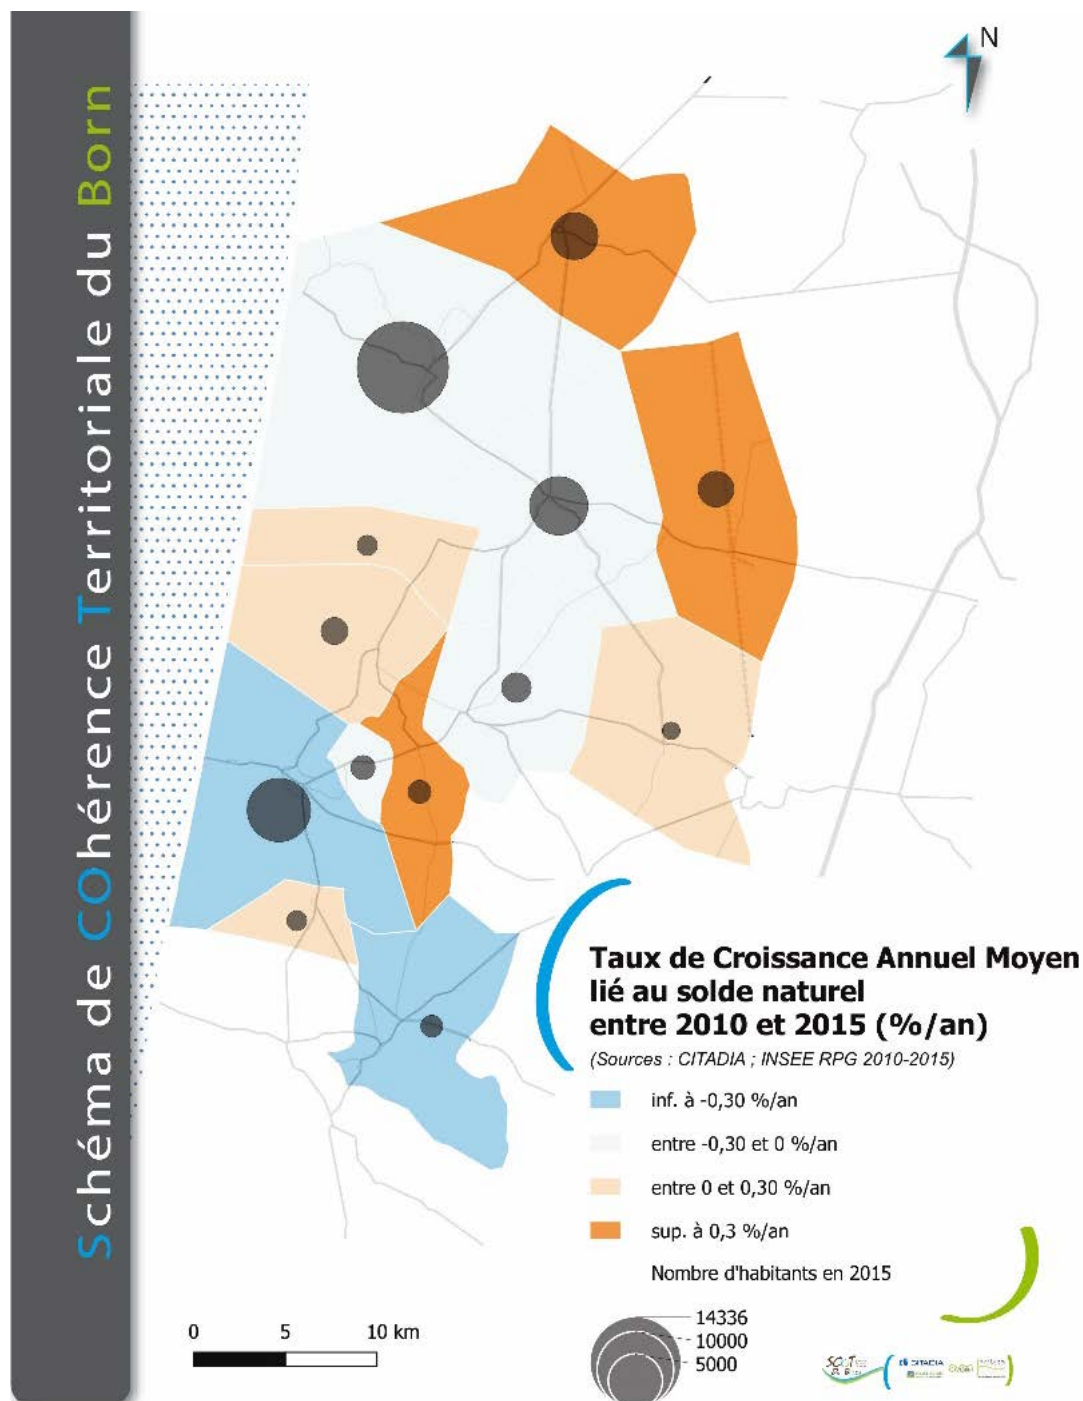 Schéma de COhérence Territoriale du Born
N
Taux de Croissance Annuel Moyen
lié au solde naturel
entre 2010 et 2015 (%/an)
(Sources : CITADIA ; INSEE RPG 2010-2015)
inf. à -0,30 %/an
entre -0,30 et 0 %/an
entre 0 et 0,30 %/an
sup. à 0,3 %/an
Nombre d'habitants en 2015
14336
10000
5000
0 5 10 km
SCOT
CITADIA